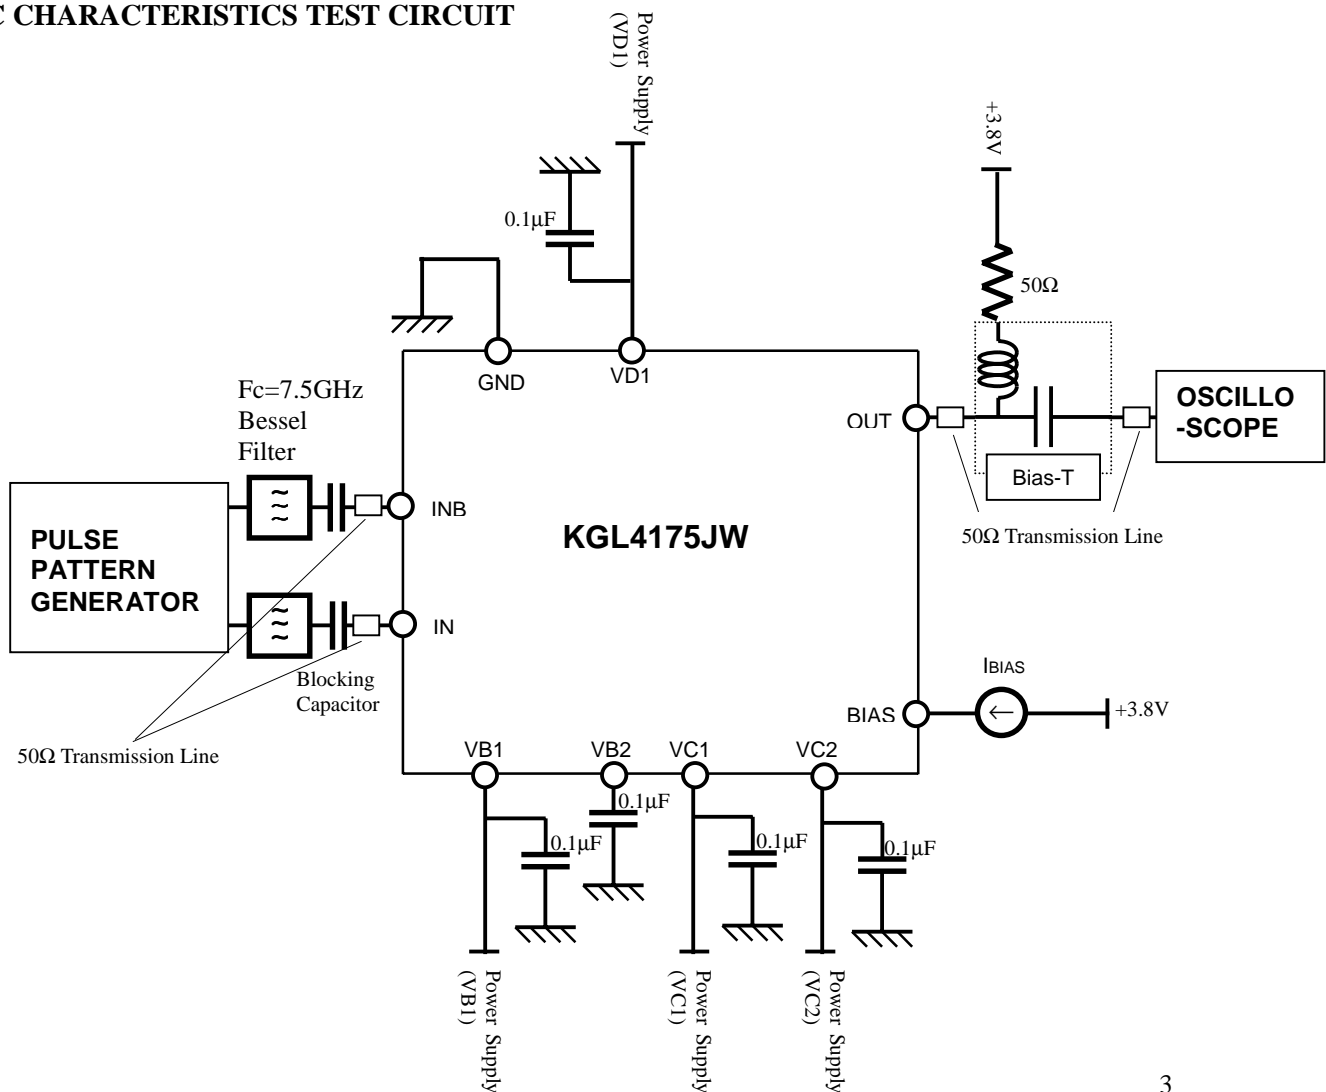 C CHARACTERISTICS TEST CIRCUIT
Power Supply
(VD1)
+3.8V
0.1μF
50Ω
GND
VD1
Fc=7.5GHz
Bessel
Filter
OUT
OSCILLO
-SCOPE
Bias-T
~
~
~
INB
KGL4175JW
50Ω Transmission Line
PULSE
PATTERN
GENERATOR
~
~
~
IN
Blocking
Capacitor
IBIAS
←
BIAS
+3.8V
50Ω Transmission Line
VB1
VB2
VC1
VC2
0.1μF
0.1μF
0.1μF
0.1μF
Power Supply
(VB1)
Power Supply
(VC1)
Power Supply
(VC2)
3